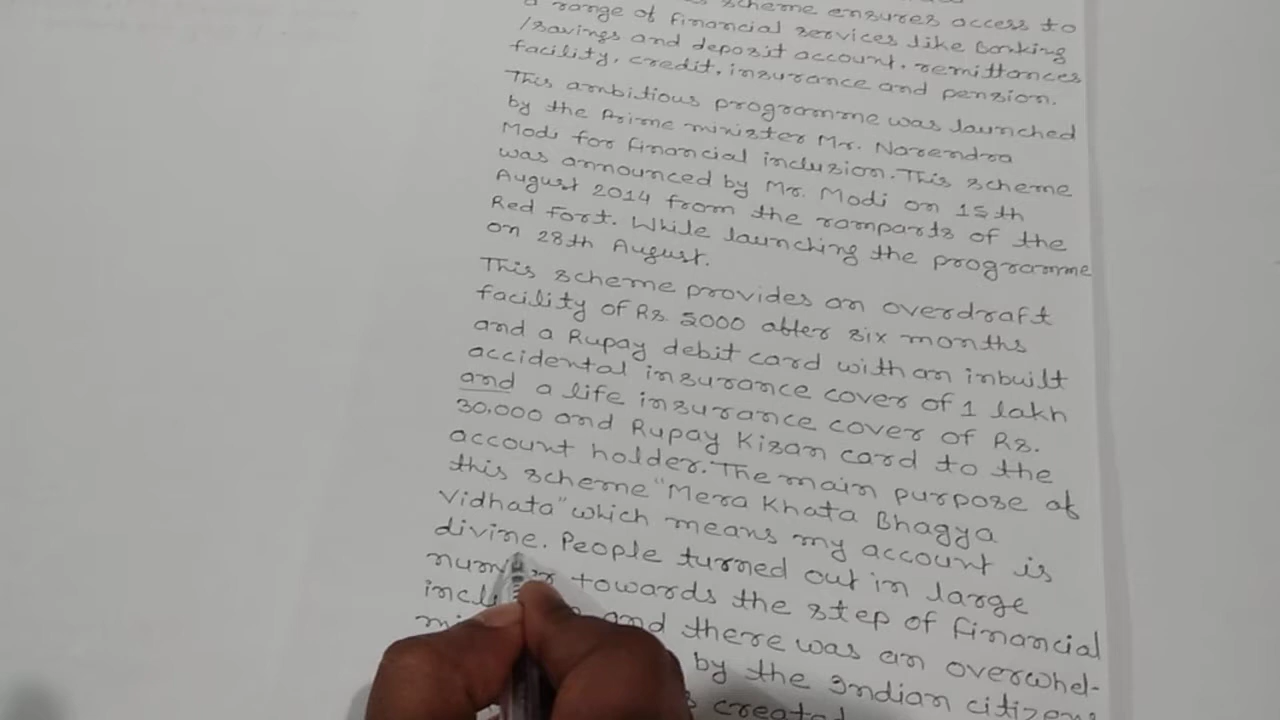 scheme ensures access to
a range of financial services like Banking
/savings and deposit account, remittances
facility, credit, insurance and pension.
This ambitious programme was launched
by the Prime minister Mr. Narendra
Modi for financial inclusion. This scheme
was announced by Mr. Modi on 15th
August 2014 from the ramparts of the
Red fort. While launching the programme
on 28th August.
This scheme provides an overdraft
facility of Rs. 5000 after six months
and a Rupay debit card with an inbuilt
accidental insurance cover of 1 lakh
and a life insurance cover of Rs.
30,000 and Rupay Kisan card to the
account holder. The main purpose of
this scheme "Mera Khata Bhagya
Vidhata" which means my account is
divine. People turned out in large
towards the step of financial
and there was an overwhel-
by the Indian citizens
created